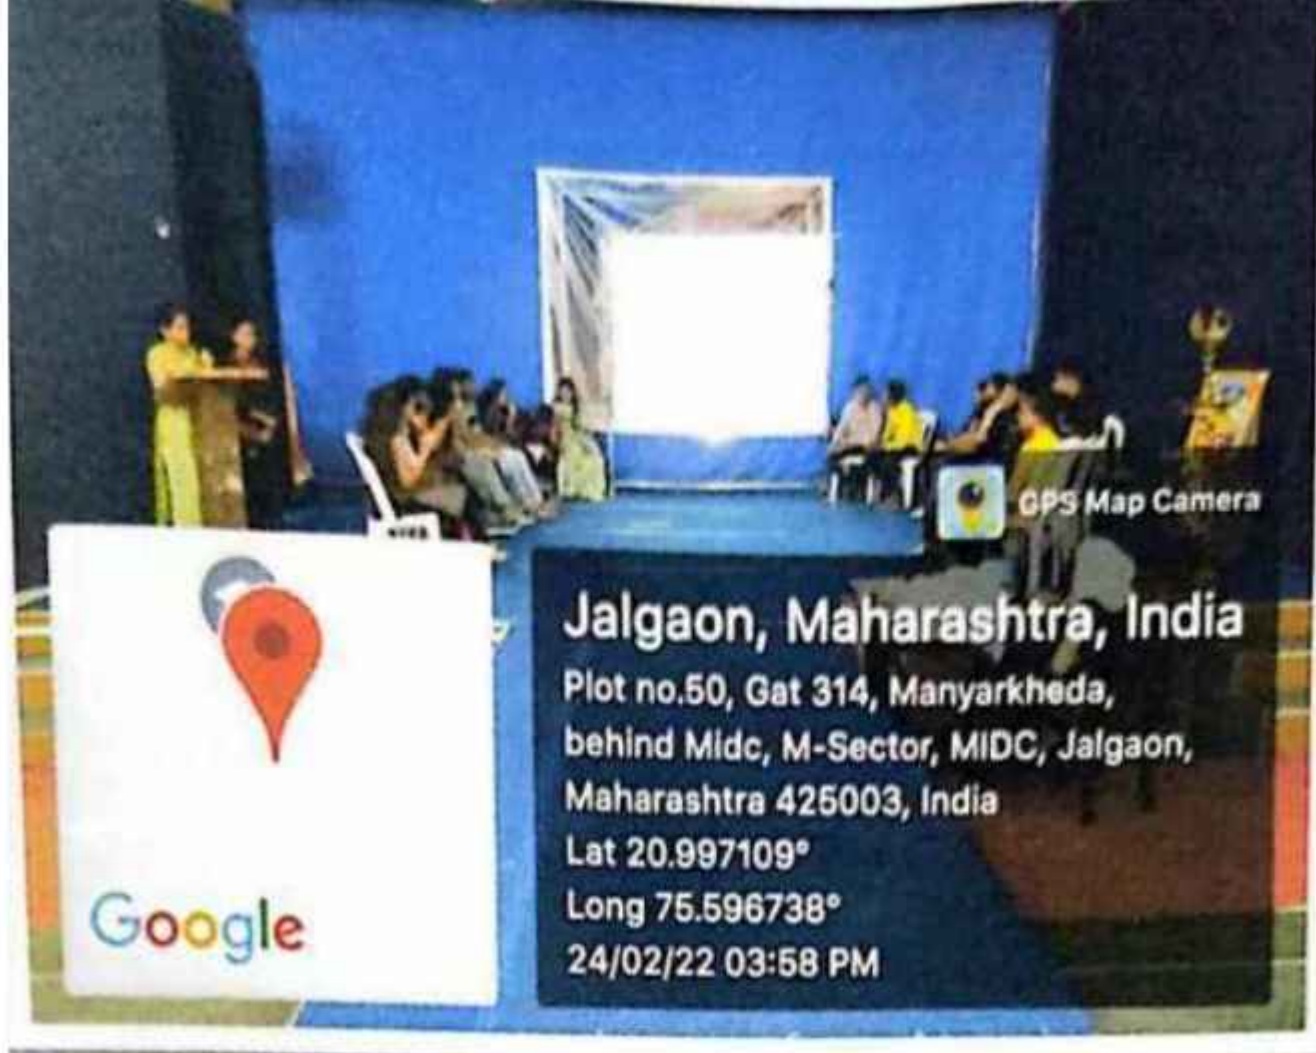 GPS Map Camera
Jalgaon, Maharashtra, India
Plot no.50, Gat 314, Manyarkheda,
behind Midc, M-Sector, MIDC, Jalgaon,
Maharashtra 425003, India
Lat 20.997109°
Long 75.596738°
24/02/22 03:58 PM
Google